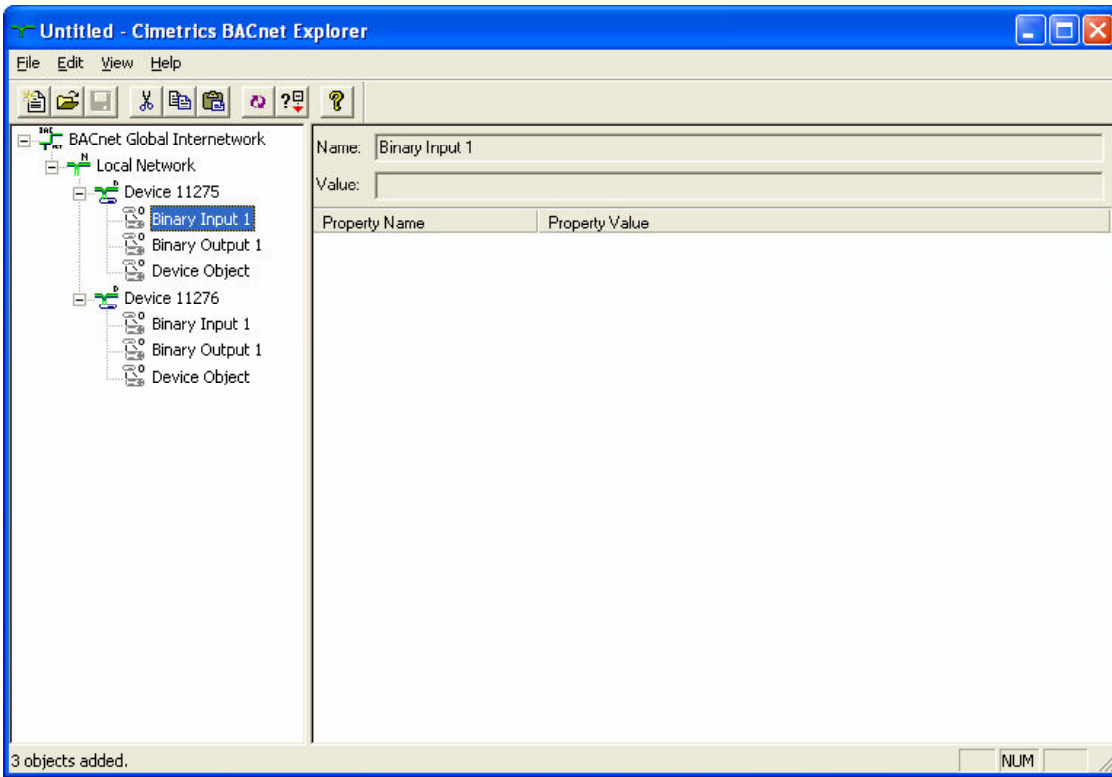 Untitled - Cimetrics BACnet Explorer
File Edit View Help
BACnet Global Internetwork
Local Network
Device 11275
Binary Input 1
Binary Output 1
Device Object
Device 11276
Binary Input 1
Binary Output 1
Device Object
Name: Binary Input 1
Value:
Property Name Property Value
3 objects added.
NUM